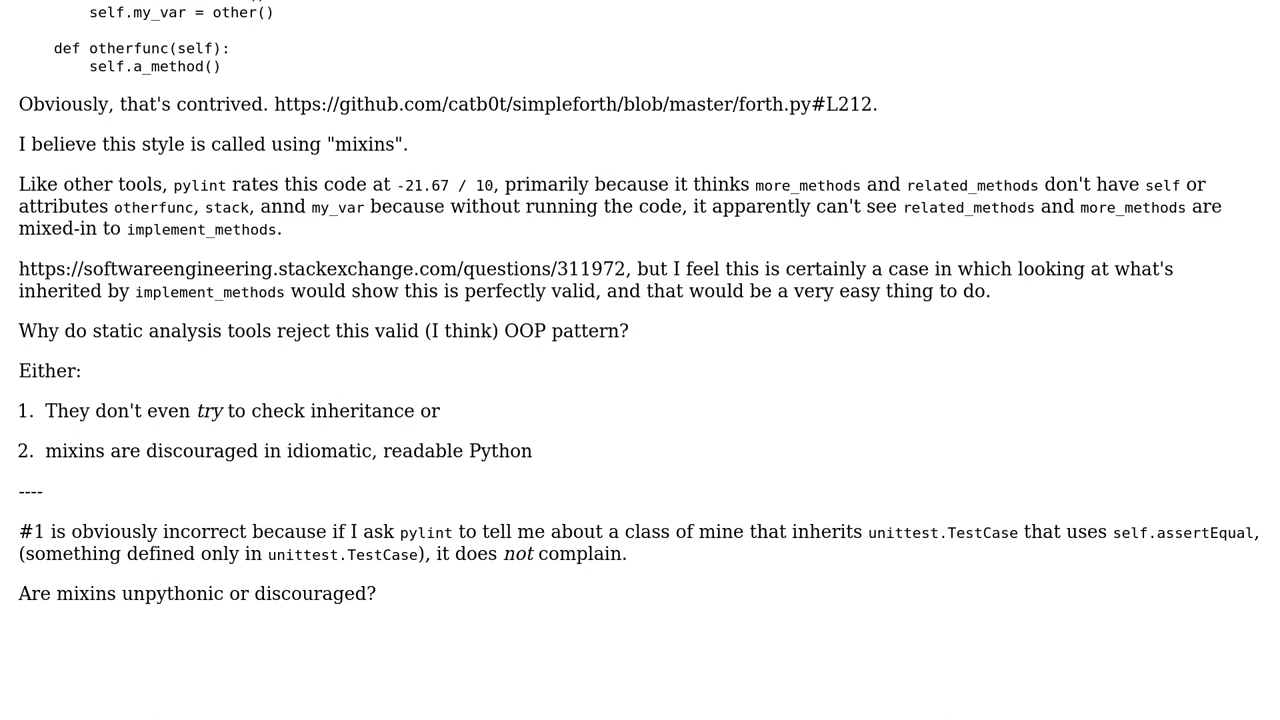 self.my_var = other()
def otherfunc(self):
self.a_method()
Obviously, that's contrived. https://github.com/catb0t/simpleforth/blob/master/forth.py#L212.
I believe this style is called using "mixins".
Like other tools, pylint rates this code at -21.67 / 10, primarily because it thinks more_methods and related_methods don't have self or
attributes otherfunc, stack, annd my_var because without running the code, it apparently can't see related_methods and more_methods are
mixed-in to implement_methods.
https://softwareengineering.stackexchange.com/questions/311972, but I feel this is certainly a case in which looking at what's
inherited by implement_methods would show this is perfectly valid, and that would be a very easy thing to do.
Why do static analysis tools reject this valid (I think) OOP pattern?
Either:
1. They don't even try to check inheritance or
2. mixins are discouraged in idiomatic, readable Python
----
#1 is obviously incorrect because if I ask pylint to tell me about a class of mine that inherits unittest.TestCase that uses self.assertEqual,
(something defined only in unittest.TestCase), it does not complain.
Are mixins unpythonic or discouraged?